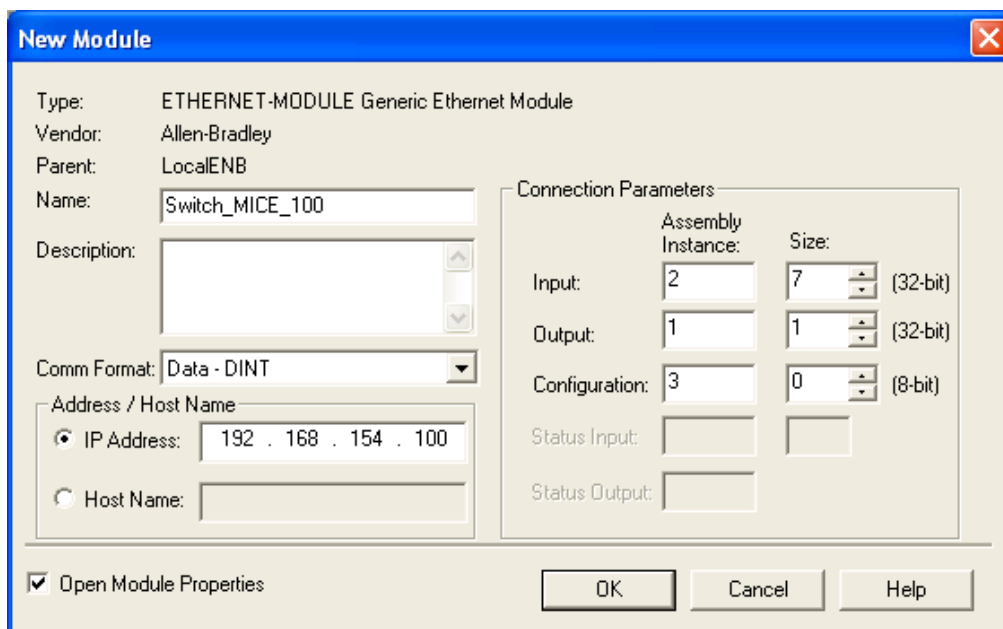 New Module
Type: ETHERNET-MODULE Generic Ethernet Module
Vendor: Allen-Bradley
Parent: LocalENB
Name: Switch_MICE_100
Description:
Comm Format: Data - DINT
Address / Host Name
IP Address: 192 . 168 . 154 . 100
Host Name:
Connection Parameters
Assembly
Instance: Size:
Input: 2 7 (32-bit)
Output: 1 1 (32-bit)
Configuration: 3 0 (8-bit)
Status Input:
Status Output:
Open Module Properties
OK Cancel Help